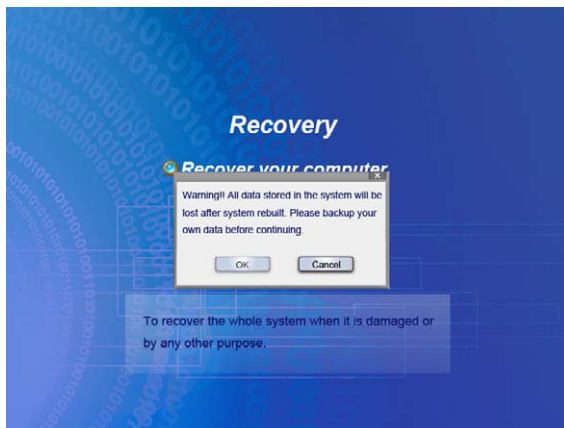 Recovery
Recover your computer
Warning!! All data stored in the system will be
lost after system rebuilt. Please backup your
own data before continuing.
OK Cancel
To recover the whole system when it is damaged or
by any other purpose.